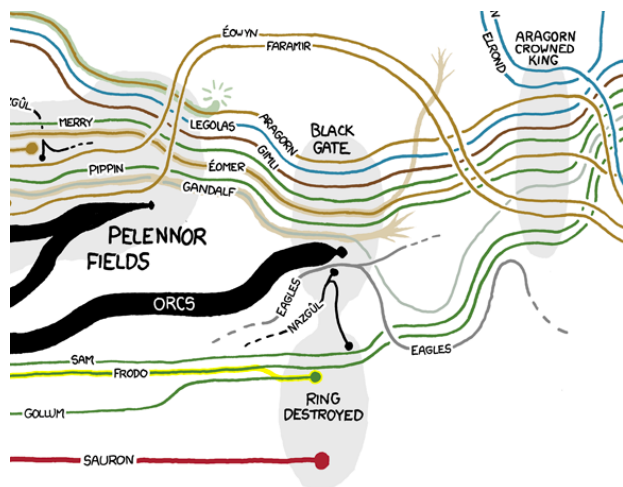 ÉOWYN
FARAMIR
N
ELROND
ARAGORN
CROWNED
KING
ZGÛL
MERRY
LEGOLAS
ARAGORN
GIMLI
BLACK
GATE
PIPPIN
ÉOMER
GANDALF
PELENNOR
FIELDS
ORCS
EAGLES
NAZGÛL
EAGLES
SAM
FRODO
GOLLUM
RING
DESTROYED
SAURON